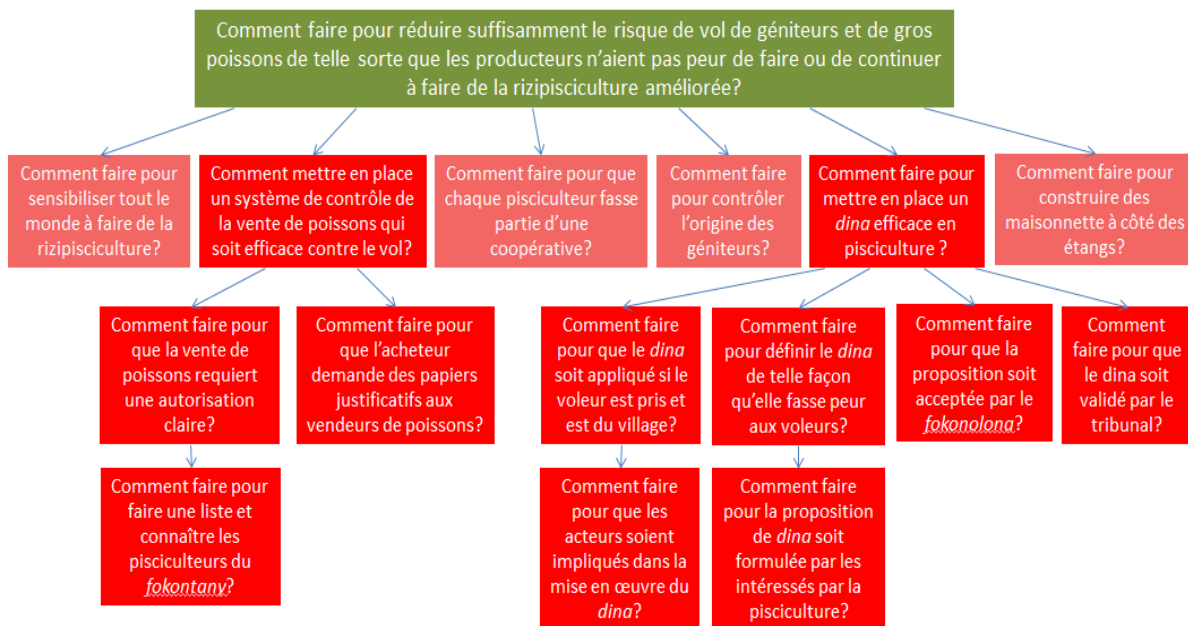 Comment faire pour réduire suffisamment le risque de vol de géniteurs et de gros
poissons de telle sorte que les producteurs n'aient pas peur de faire ou de continuer
à faire de la rizipisciculture améliorée?
Comment faire pour
sensibiliser tout le
monde à faire de la
rizipisciculture?
Comment mettre en place
un système de contrôle de
la vente de poissons qui
soit efficace contre le vol?
Comment faire pour que
chaque pisciculteur fasse
partie d'une
coopérative?
Comment faire
pour contrôler
l'origine des
géniteurs?
Comment faire pour
mettre en place un
dina efficace en
pisciculture ?
Comment faire pour
construire des
maisonnette à côté des
étangs?
Comment faire pour
que la vente de
poissons requiert
une autorisation
claire?
Comment faire pour
que l'acheteur
demande des papiers
justificatifs aux
vendeurs de poissons?
Comment faire
pour que le dina
soit appliqué si le
voleur est pris et
est du village?
Comment faire
pour définir le dina
de telle façon
qu'elle fasse peur
aux voleurs?
Comment faire
pour que la
proposition soit
acceptée par le
fokonolona?
Comment
faire pour que
le dina soit
validé par le
tribunal?
Comment faire pour
faire une liste et
connaître les
pisciculteurs du
fokontany?
Comment faire
pour que les
acteurs soient
impliqués dans la
mise en œuvre du
dina?
Comment faire
pour la proposition
de dina soit
formulée par les
intéressés par la
pisciculture?